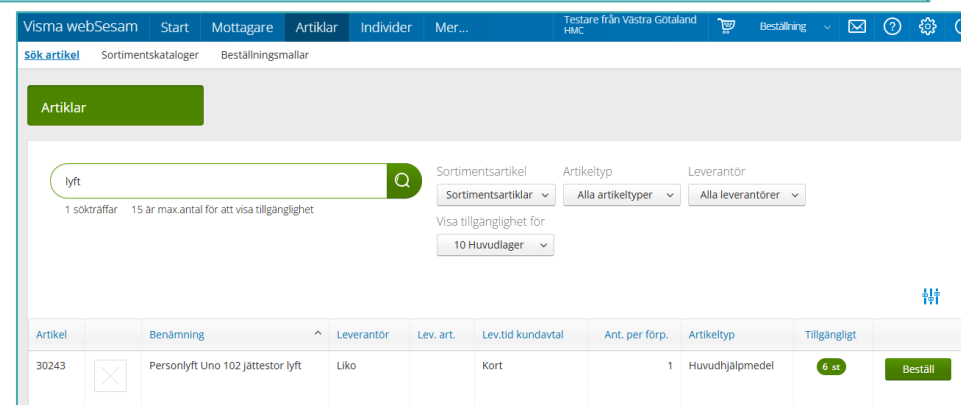 Visma webSesam Start Mottagare Artiklar Individer Mer... Testare från Västra Götaland HMC Beställning
Sök artikel Sortimentskataloger Beställningsmallar
Artiklar
Sortimentsartikel Artikeltyp Leverantör
lyft Sortimentsartiklar Alla artikeltyper Alla leverantörer
1 sökträffar 15 är max.antal för att visa tillgänglighet
Visa tillgänglighet för
10 Huvudlager
Artikel Benämning Leverantör Lev. art. Lev.tid kundavtal Ant. per förp. Artikeltyp Tillgängligt
30243 Personlyft Uno 102 jättestor lyft Liko Kort 1 Huvudhjälpmedel 6 st Beställ